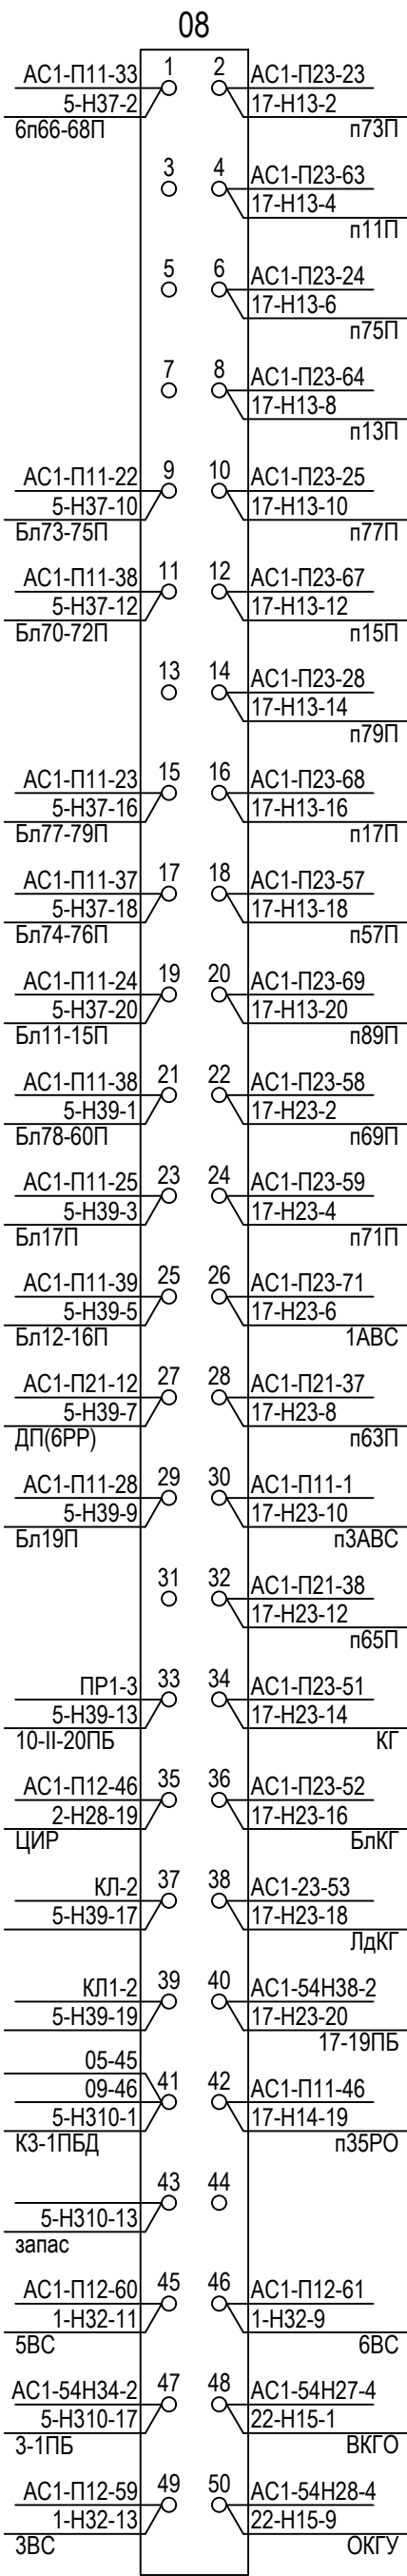 08
АС1-П11-33 1 2 АС1-П23-23
5-Н37-2 17-Н13-2
6п66-68П п73П
3 4 АС1-П23-63
17-Н13-4
п11П
5 6 АС1-П23-24
17-Н13-6
п75П
7 8 АС1-П23-64
17-Н13-8
п13П
АС1-П11-22 9 10 АС1-П23-25
5-Н37-10 17-Н13-10
Бл73-75П п77П
АС1-П11-38 11 12 АС1-П23-67
5-Н37-12 17-Н13-12
Бл70-72П п15П
13 14 АС1-П23-28
17-Н13-14
п79П
АС1-П11-23 15 16 АС1-П23-68
5-Н37-16 17-Н13-16
Бл77-79П п17П
АС1-П11-37 17 18 АС1-П23-57
5-Н37-18 17-Н13-18
Бл74-76П п57П
АС1-П11-24 19 20 АС1-П23-69
5-Н37-20 17-Н13-20
Бл11-15П п89П
АС1-П11-38 21 22 АС1-П23-58
5-Н39-1 17-Н23-2
Бл78-60П п69П
АС1-П11-25 23 24 АС1-П23-59
5-Н39-3 17-Н23-4
Бл17П п71П
АС1-П11-39 25 26 АС1-П23-71
5-Н39-5 17-Н23-6
Бл12-16П 1АВС
АС1-П21-12 27 28 АС1-П21-37
5-Н39-7 17-Н23-8
ДП(6РР) п63П
АС1-П11-28 29 30 АС1-П11-1
5-Н39-9 17-Н23-10
Бл19П п3АВС
31 32 АС1-П21-38
17-Н23-12
п65П
ПР1-3 33 34 АС1-П23-51
5-Н39-13 17-Н23-14
10-II-20ПБ КГ
АС1-П12-46 35 36 АС1-П23-52
2-Н28-19 17-Н23-16
ЦИР БлКГ
КЛ-2 37 38 АС1-23-53
5-Н39-17 17-Н23-18
ЛдКГ
КЛ1-2 39 40 АС1-54Н38-2
5-Н39-19 17-Н23-20
17-19ПБ
05-45
09-46 41 42 АС1-П11-46
5-Н310-1 17-Н14-19
КЗ-1ПБД п35РО
43 44
5-Н310-13
запас
АС1-П12-60 45 46 АС1-П12-61
1-Н32-11 1-Н32-9
5ВС 6ВС
АС1-54Н34-2 47 48 АС1-54Н27-4
5-Н310-17 22-Н15-1
3-1ПБ ВКГО
АС1-П12-59 49 50 АС1-54Н28-4
1-Н32-13 22-Н15-9
3ВС ОКГУ